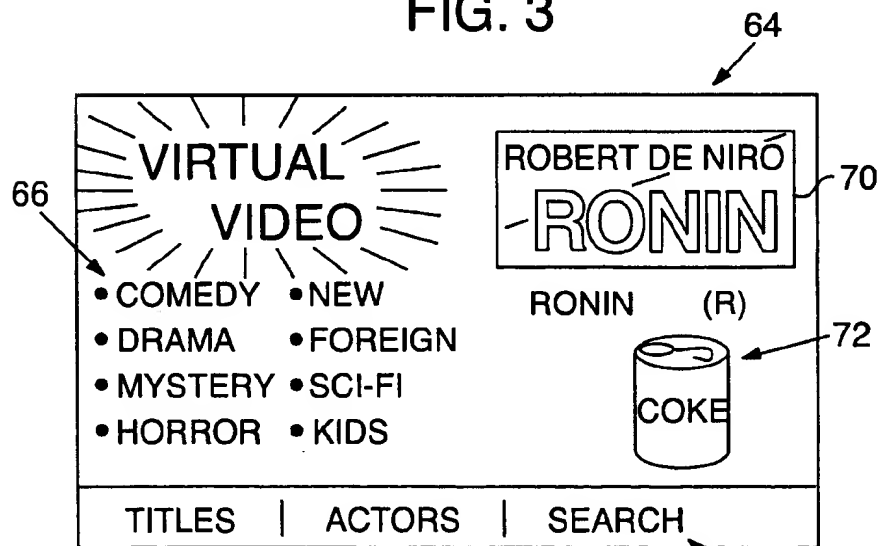 FIG. 3
64
VIRTUAL
VIDEO
ROBERT DE NIRO
RONIN
70
66
• COMEDY • NEW
• DRAMA • FOREIGN
• MYSTERY • SCI-FI
• HORROR • KIDS
RONIN (R)
72
COKE
TITLES | ACTORS | SEARCH